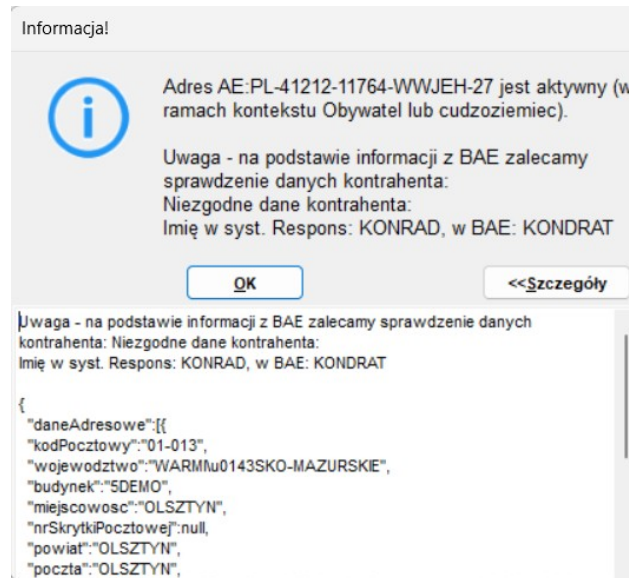 Informacja!
Adres AE:PL-41212-11764-WWJEH-27 jest aktywny (w
ramach kontekstu Obywatel lub cudzoziemiec).
Uwaga - na podstawie informacji z BAE zalecamy
sprawdzenie danych kontrahenta:
Niezgodne dane kontrahenta:
Imię w syst. Respons: KONRAD, w BAE: KONDRAT
OK
<<Szczegóły
Uwaga - na podstawie informacji z BAE zalecamy sprawdzenie danych
kontrahenta: Niezgodne dane kontrahenta:
Imię w syst. Respons: KONRAD, w BAE: KONDRAT
{
"daneAdresowe":[{
"kodPocztowy":"01-013",
"wojewodztwo":"WARMI\u0143SKO-MAZURSKIE",
"budynek":"5DEMO",
"miejscowosc":"OLSZTYN",
"nrSkrytkiPocztowej":null,
"powiat":"OLSZTYN",
"poczta":"OLSZTYN",